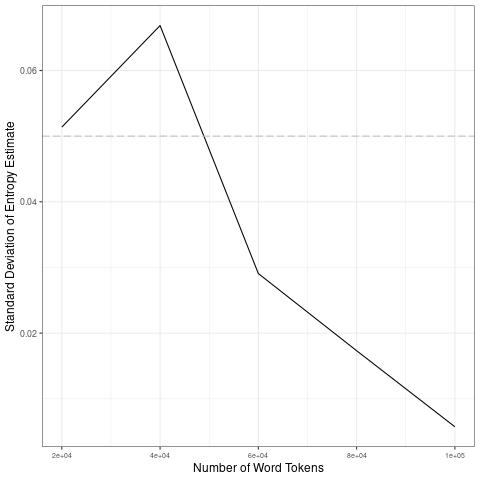 Standard Deviation of Entropy Estimate
0.06
0.04
0.02
2e+04 4e+04 6e+04 8e+04 1e+05
Number of Word Tokens